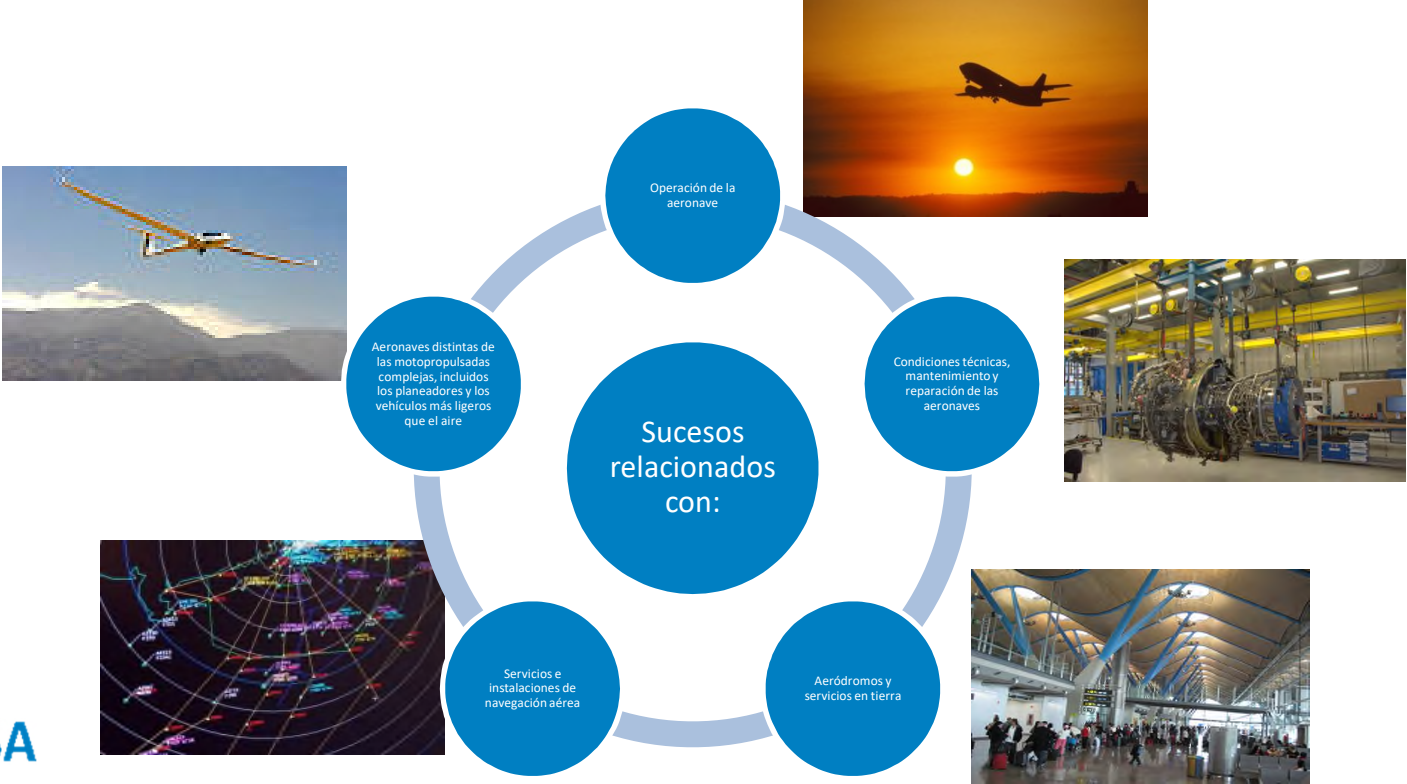 Operación de la
aeronave
Condiciones técnicas,
mantenimiento y
reparación de las
aeronaves
Aeronaves distintas de
las motopropulsadas
complejas, incluidos
los planeadores y los
vehículos más ligeros
que el aire
Sucesos
relacionados
con:
Servicios e
instalaciones de
navegación aérea
Aeródromos y
servicios en tierra
A